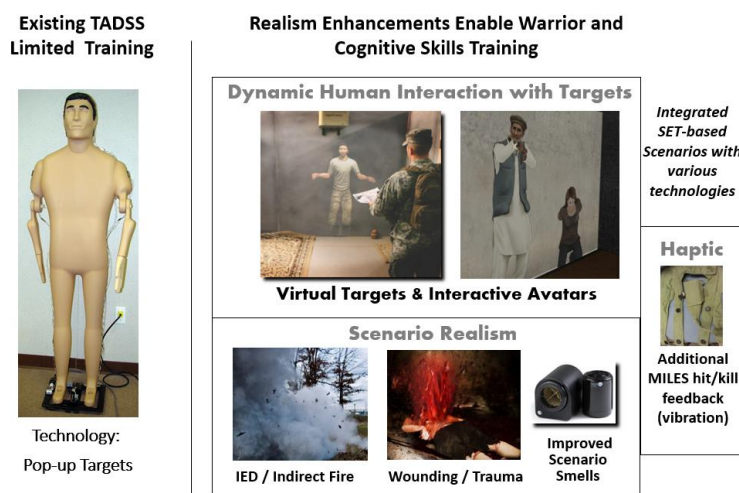 Existing TADSS
Limited Training
Technology:
Pop-up Targets
Realism Enhancements Enable Warrior and
Cognitive Skills Training
Dynamic Human Interaction with Targets
Virtual Targets & Interactive Avatars
Scenario Realism
IED / Indirect Fire
Wounding / Trauma
Improved
Scenario
Smells
Integrated
SET-based
Scenarios with
various
technologies
Haptic
Additional
MILES hit/kill
feedback
(vibration)